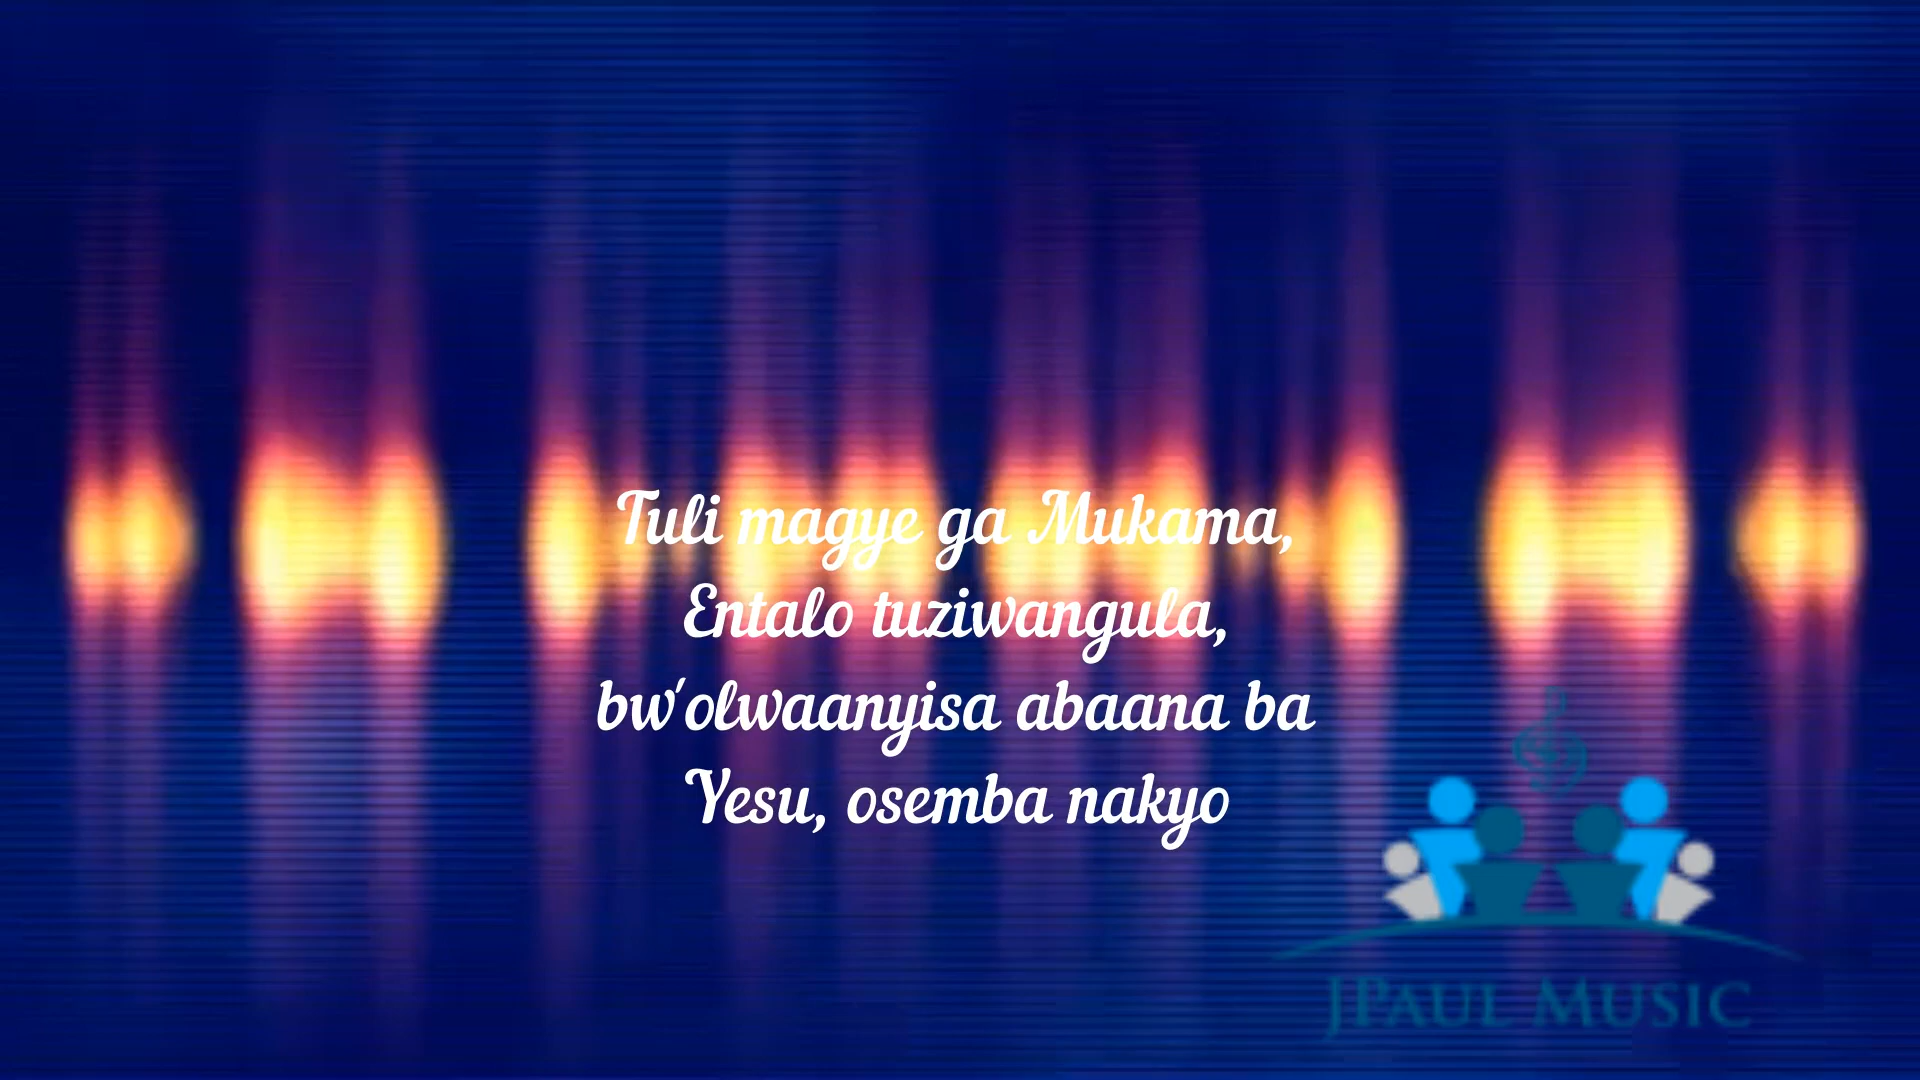 Tuli magye ga Mukama,
Entalo tuziwangula,
bw'olwaanyisa abaana ba
Yesu, osemba nakyo
JPAUL MUSIC